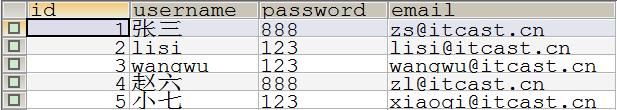 id username password email
1 张三 888 zs@itcast.cn
2 lisi 123 lisi@itcast.cn
3 wangwu 123 wangwu@itcast.cn
4 赵六 888 zl@itcast.cn
5 小七 123 xiaoqi@itcast.cn